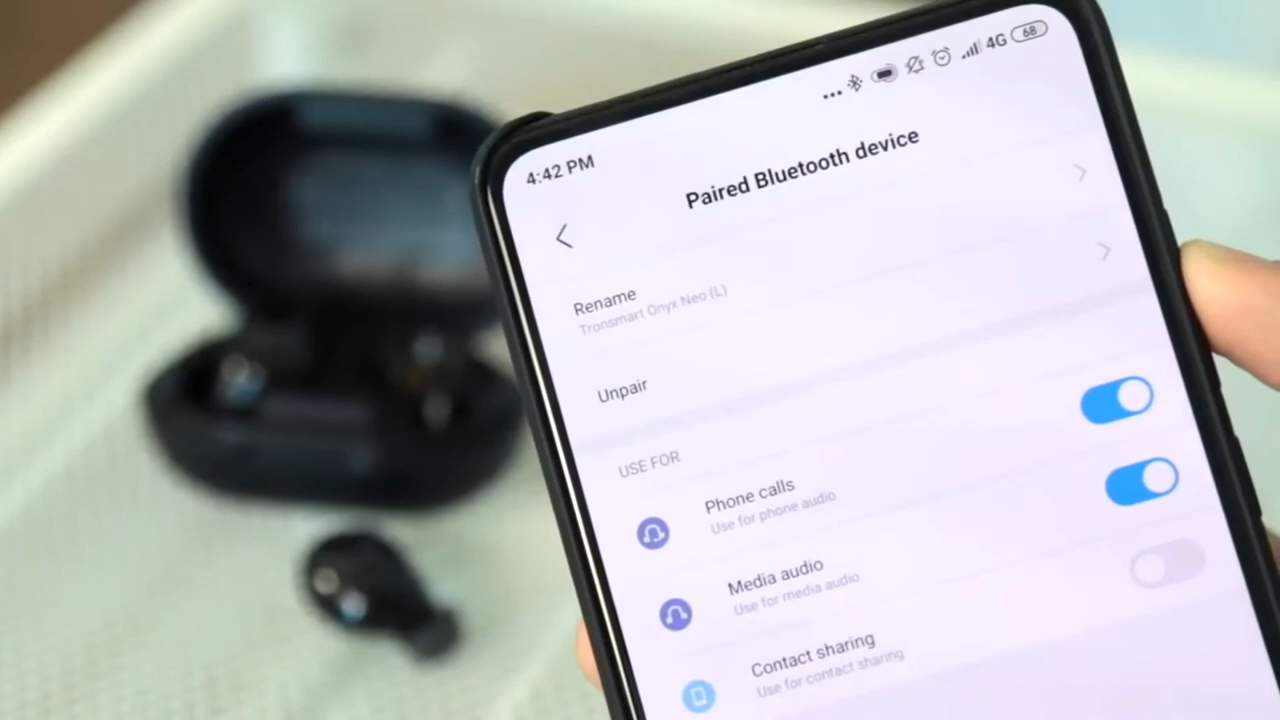 4:42 PM
4G 68
Paired Bluetooth device
Rename
Tronsmart Onyx Neo (L)
Unpair
USE FOR
Phone calls
Use for phone audio
Media audio
Use for media audio
Contact sharing
Use for contact sharing